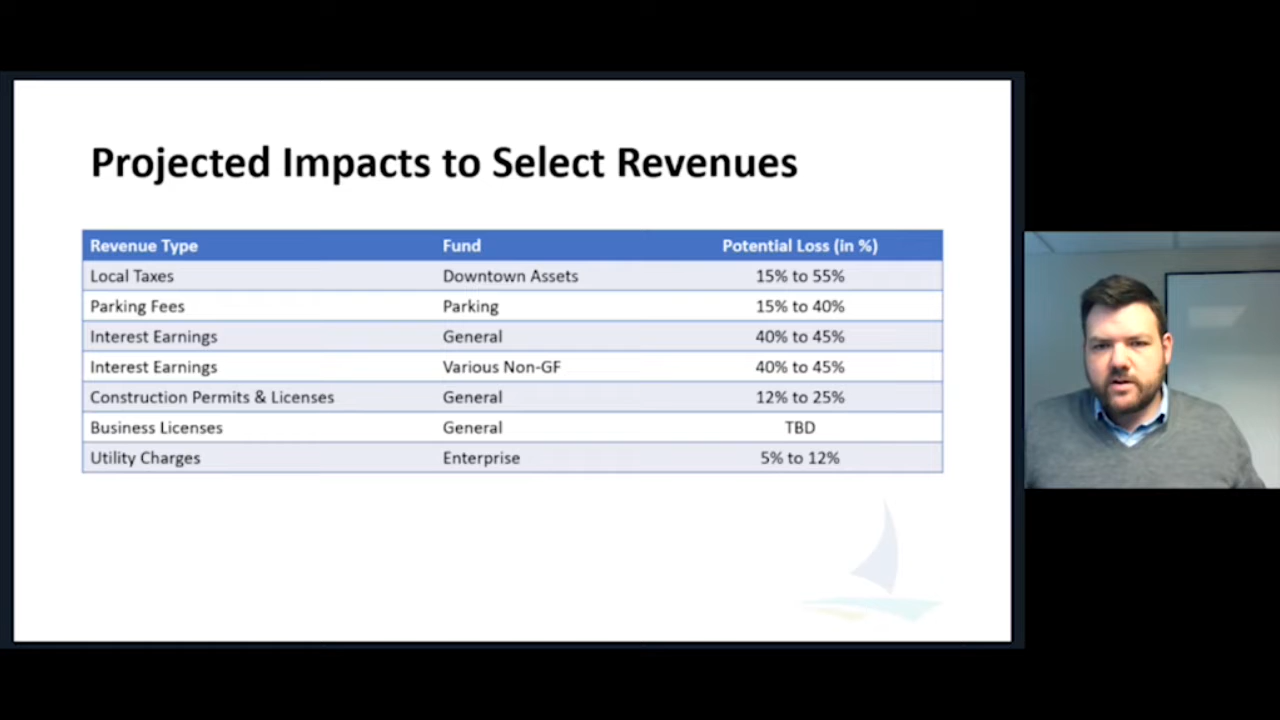 Projected Impacts to Select Revenues
Revenue Type Fund Potential Loss (in %)
Local Taxes Downtown Assets 15% to 55%
Parking Fees Parking 15% to 40%
Interest Earnings General 40% to 45%
Interest Earnings Various Non-GF 40% to 45%
Construction Permits & Licenses General 12% to 25%
Business Licenses General TBD
Utility Charges Enterprise 5% to 12%